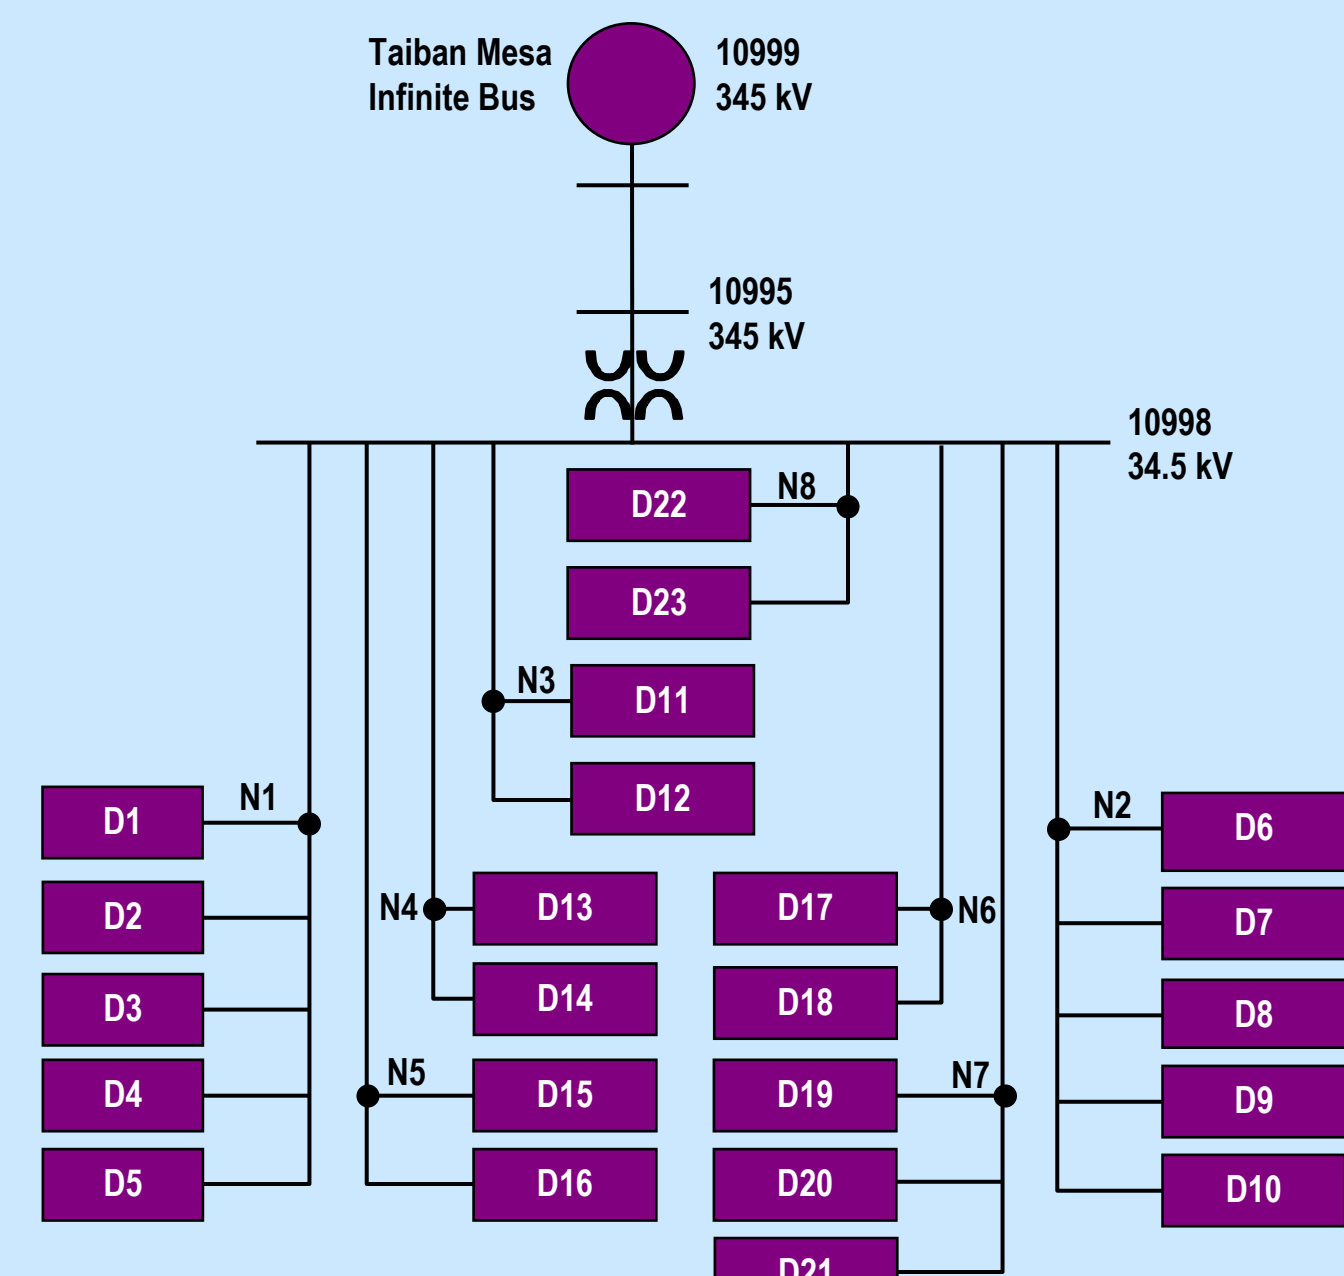 Taiban Mesa
Infinite Bus
10999
345 kV
10995
345 kV
10998
34.5 kV
D22
N8
D23
N3
D11
D12
D1
N1
N2
D6
D2
N4
D13
D17
N6
D7
D3
D14
D18
D8
D4
N5
D15
D19
N7
D9
D5
D16
D20
D10
D21